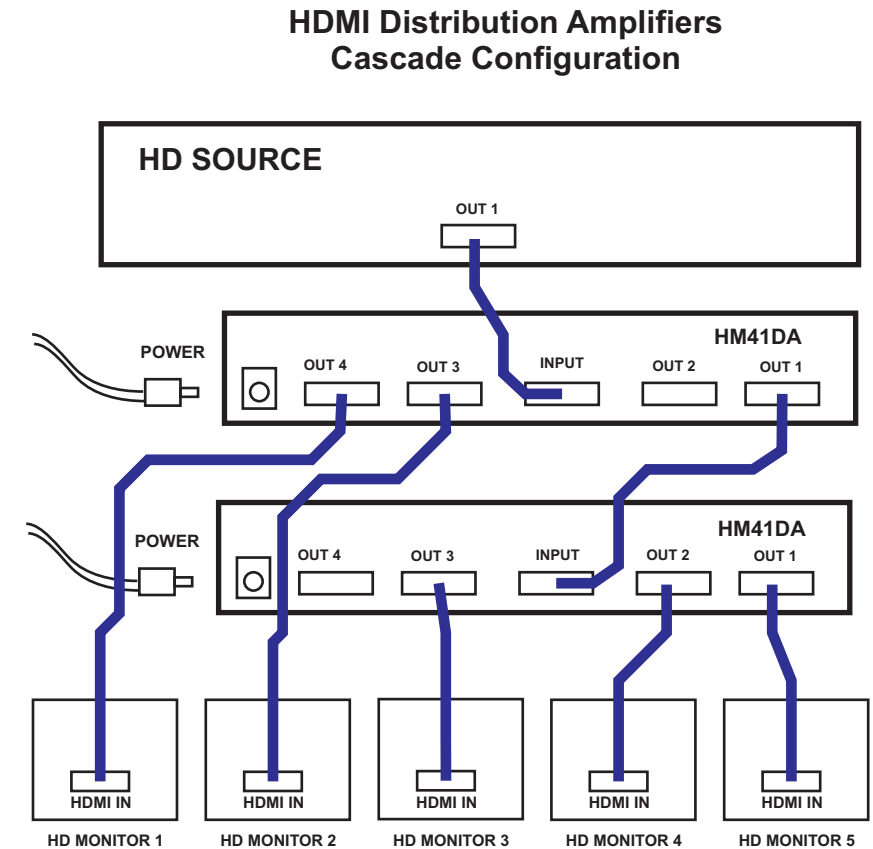 HDMI Distribution Amplifiers
Cascade Configuration
HD SOURCE
OUT 1
HM41DA
POWER
OUT 4
OUT 3
INPUT
OUT 2
OUT 1
HM41DA
POWER
OUT 4
OUT 3
INPUT
OUT 2
OUT 1
HDMI IN
HDMI IN
HDMI IN
HDMI IN
HDMI IN
HD MONITOR 1
HD MONITOR 2
HD MONITOR 3
HD MONITOR 4
HD MONITOR 5